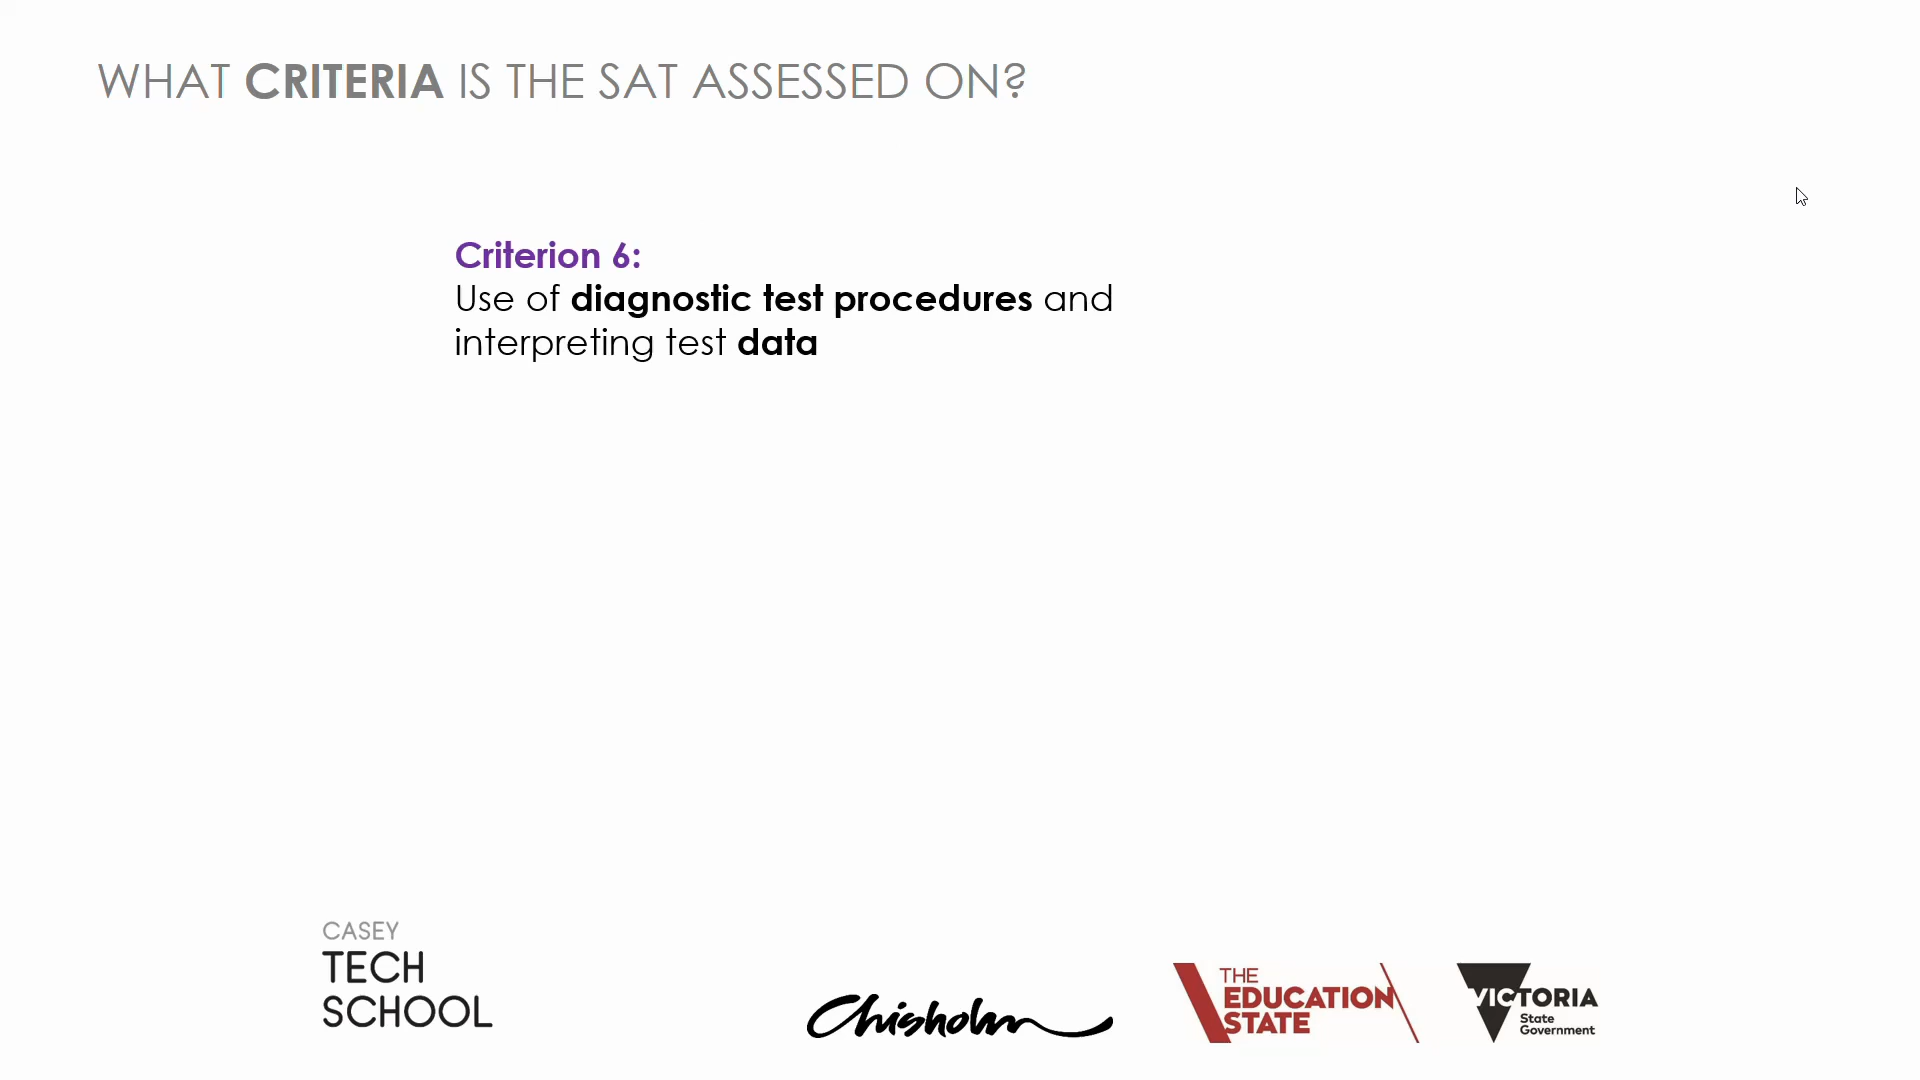 WHAT CRITERIA IS THE SAT ASSESSED ON?
Criterion 6:
Use of diagnostic test procedures and
interpreting test data
CASEY
TECH
SCHOOL
Chisholm
THE
EDUCATION
STATE
VICTORIA
State
Government